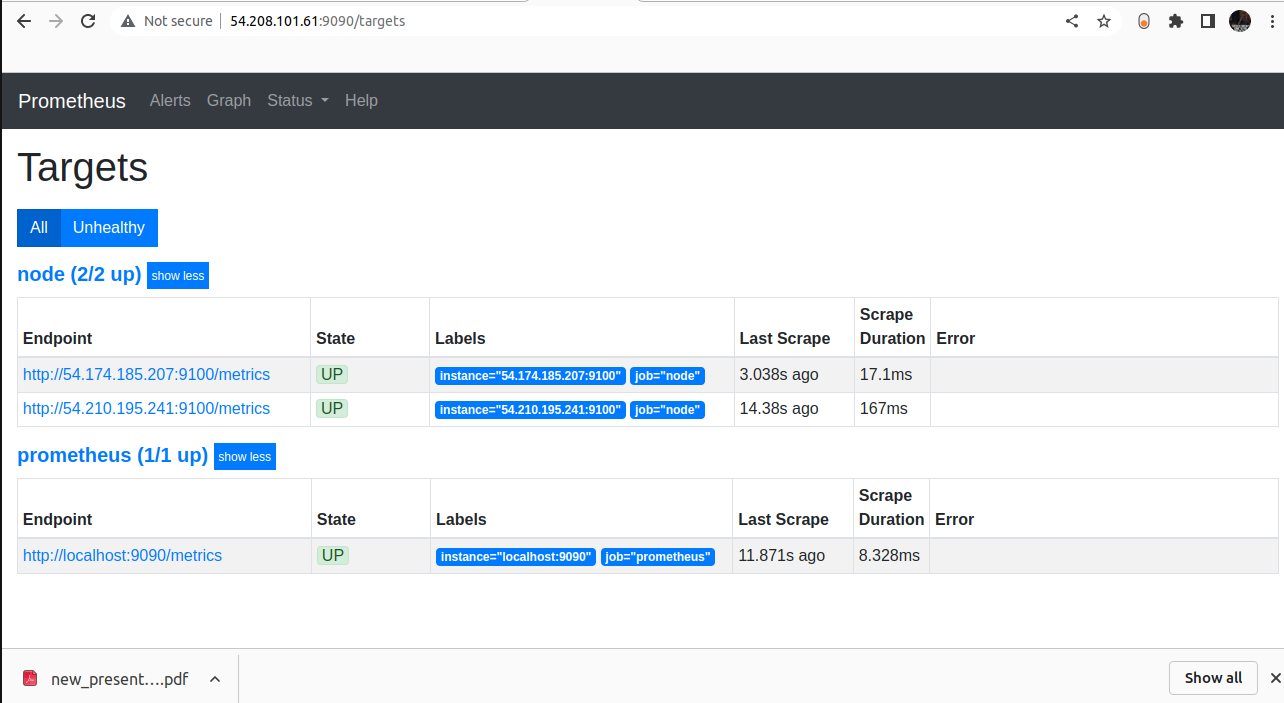 Not secure | 54.208.101.61:9090/targets
Prometheus Alerts Graph Status Help
Targets
All Unhealthy
node (2/2 up) show less
Endpoint State Labels Last Scrape Scrape Duration Error
http://54.174.185.207:9100/metrics UP instance="54.174.185.207:9100" job="node" 3.038s ago 17.1ms
http://54.210.195.241:9100/metrics UP instance="54.210.195.241:9100" job="node" 14.38s ago 167ms
prometheus (1/1 up) show less
Endpoint State Labels Last Scrape Scrape Duration Error
http://localhost:9090/metrics UP instance="localhost:9090" job="prometheus" 11.871s ago 8.328ms
new_present....pdf Show all